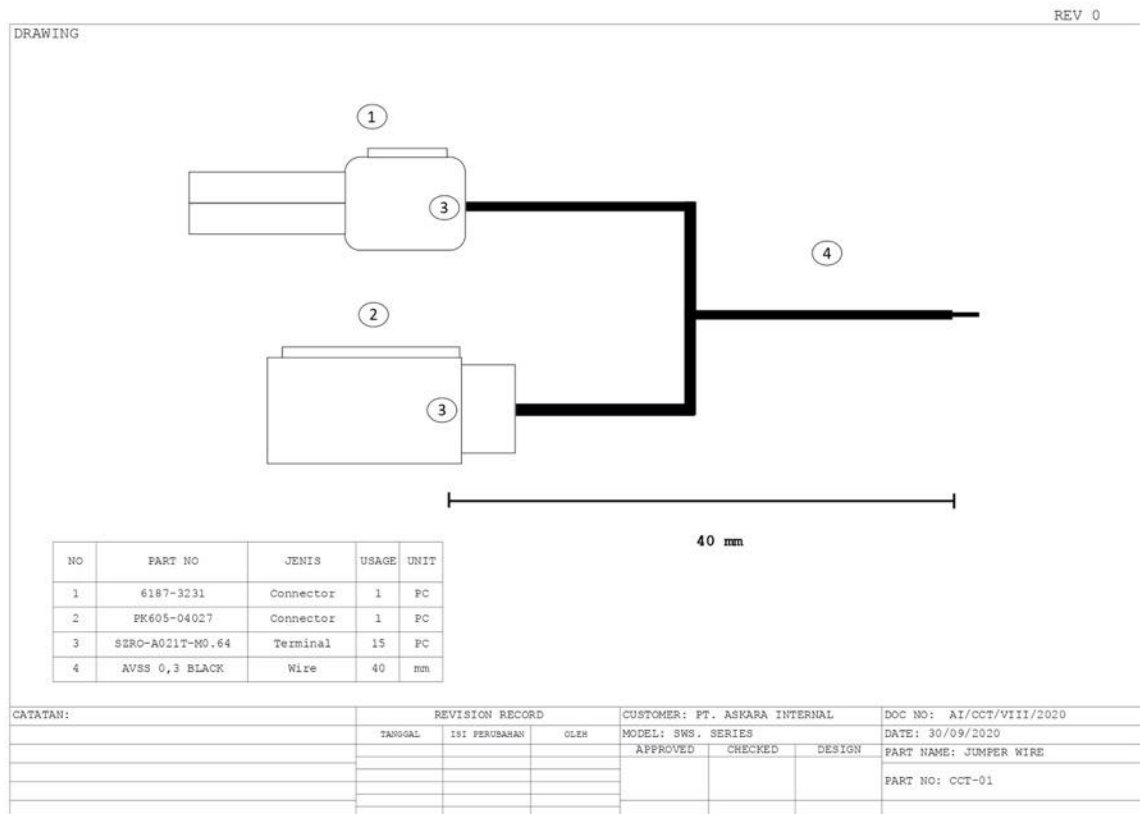 REV 0
DRAWING
1
3
4
2
3
40 mm
NO PART NO JENIS USAGE UNIT
1 6187-3231 Connector 1 PC
2 PK605-04027 Connector 1 PC
3 SZRO-A021T-M0.64 Terminal 15 PC
4 AVSS 0,3 BLACK Wire 40 mm
CATATAN: REVISION RECORD CUSTOMER: PT. ASKARA INTERNAL DOC NO: AI/CCT/VIII/2020
TANGGAL ISI PERUBAHAN OLEH MODEL: SWS. SERIES DATE: 30/09/2020
APPROVED CHECKED DESIGN PART NAME: JUMPER WIRE
PART NO: CCT-01